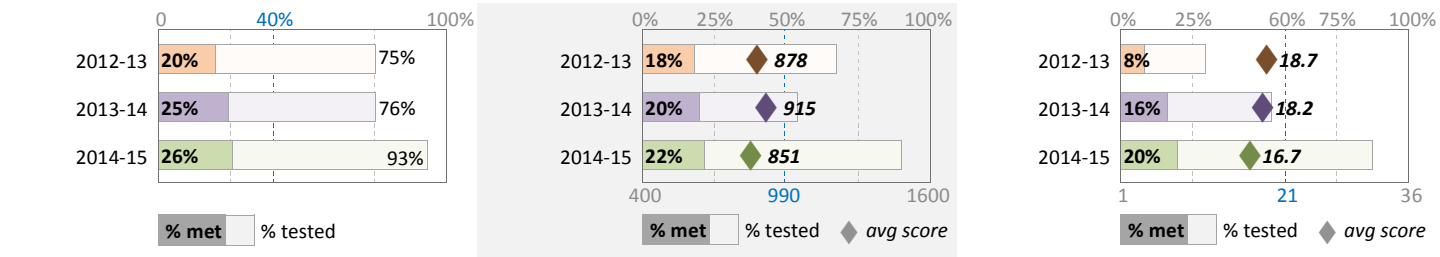 0 40% 100%
2012-13 20% 75%
2013-14 25% 76%
2014-15 26% 93%
% met % tested
0% 25% 50% 75% 100%
2012-13 18% 878
2013-14 20% 915
2014-15 22% 851
400 990 1600
% met % tested avg score
0% 25% 60% 75% 100%
2012-13 8% 18.7
2013-14 16% 18.2
2014-15 20% 16.7
1 21 36
% met % tested avg score